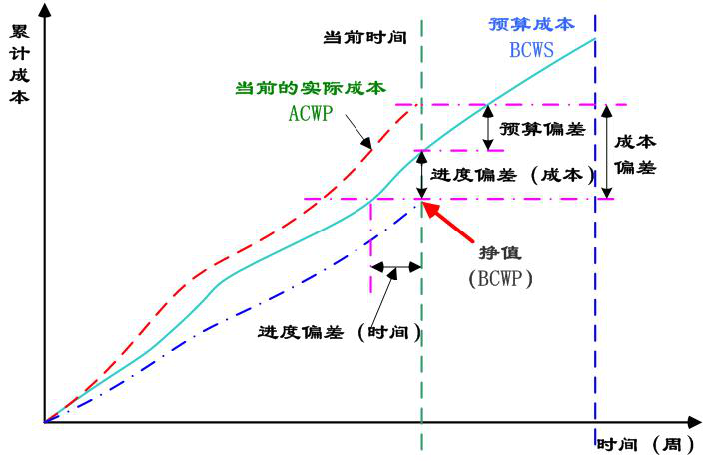 累计成本
当前时间
预算成本
BCWS
当前的实际成本
ACWP
预算偏差
成本
偏差
进度偏差（成本）
挣值
（BCWP）
进度偏差（时间）
时间（周）